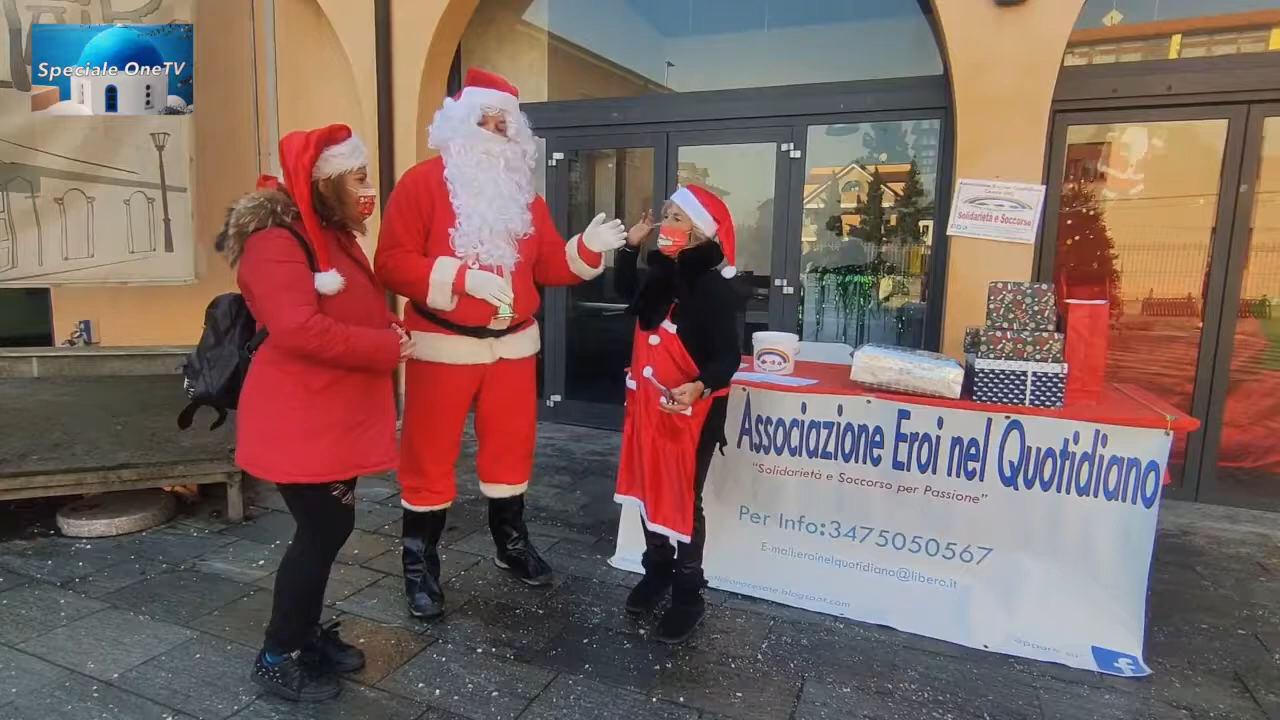 Speciale OneTV
Solidarietà e Soccorso
Associazione Eroi nel Quotidiano
"Solidarietà e Soccorso per Passione"
Per Info:3475050567
E-mail:eroinelquotidiano@libero.it